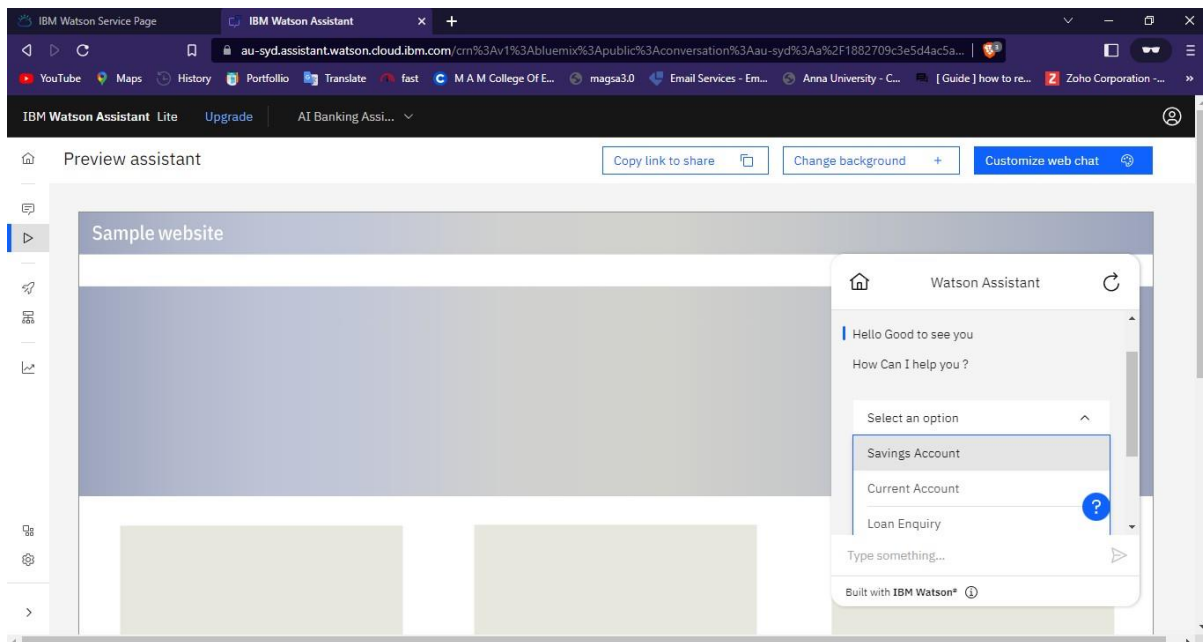 IBM Watson Service Page
IBM Watson Assistant
au-syd.assistant.watson.cloud.ibm.com/crn%3Av1%3Abluemix%3Apublic%3Aconversation%3Aau-syd%3Aa%2F1882709c3e5d4ac5a...
YouTube Maps History Portfollio Translate fast M A M College Of E... magsa3.0 Email Services - Em... Anna University - C... [ Guide ] how to re... Zoho Corporation -... »
IBM Watson Assistant Lite Upgrade AI Banking Assi...
Preview assistant Copy link to share Change background + Customize web chat
Sample website
Watson Assistant
Hello Good to see you
How Can I help you ?
Select an option
Savings Account
Current Account
?
Loan Enquiry
Type something...
Built with IBM Watson®